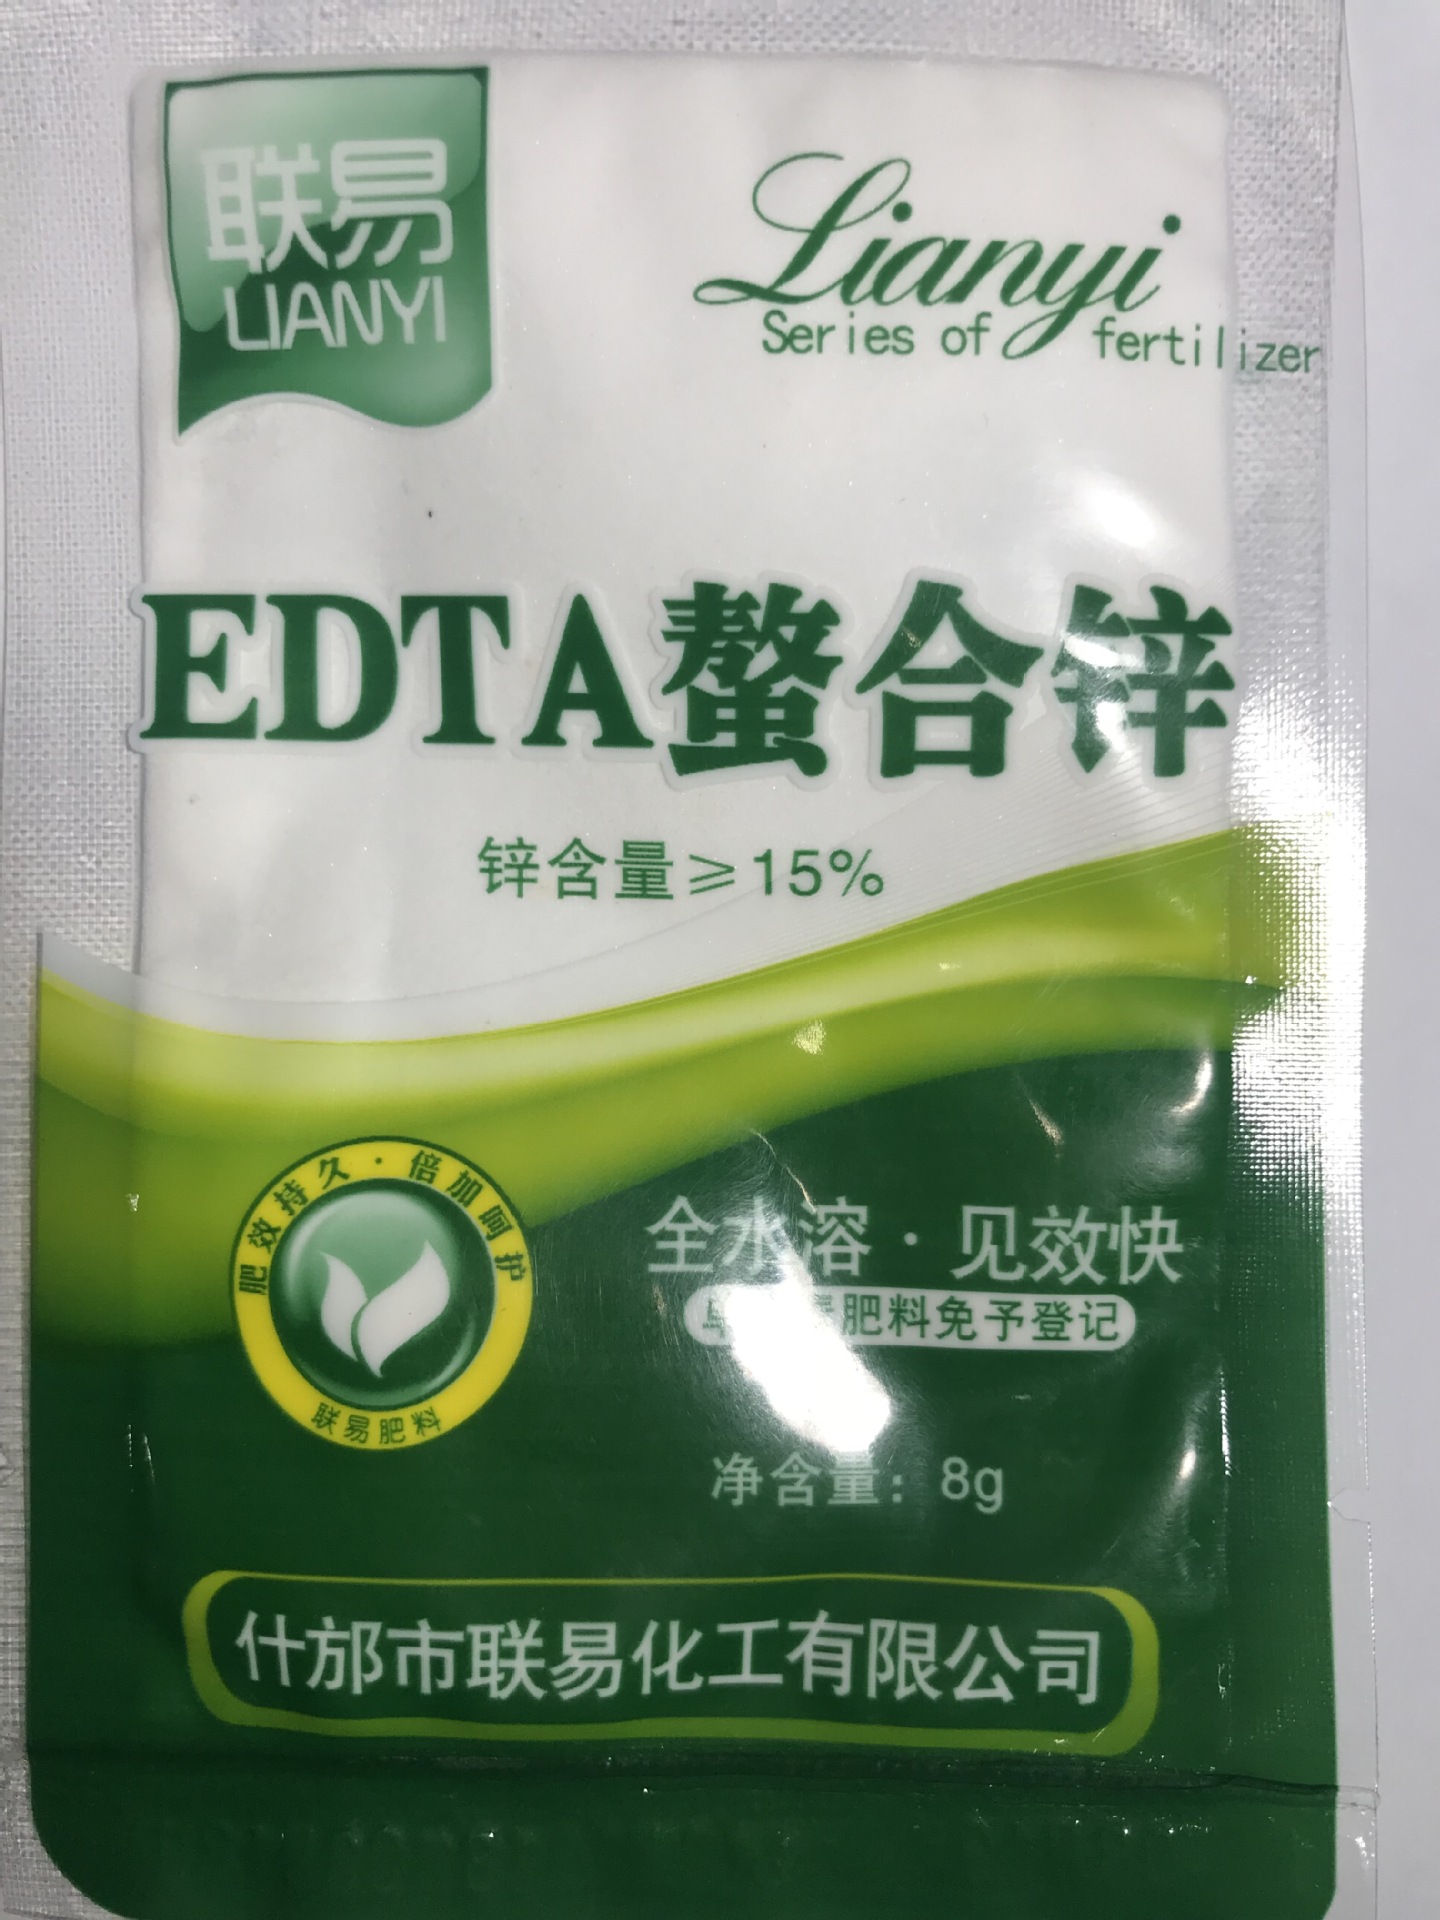 联易
LIANYI
Lianyi
Series of fertilizer
EDTA螯合锌
锌含量≥15%
肥效持久·倍加呵护
联易肥料
全水溶·见效快
肥料免予登记
净含量：8g
什邡市联易化工有限公司